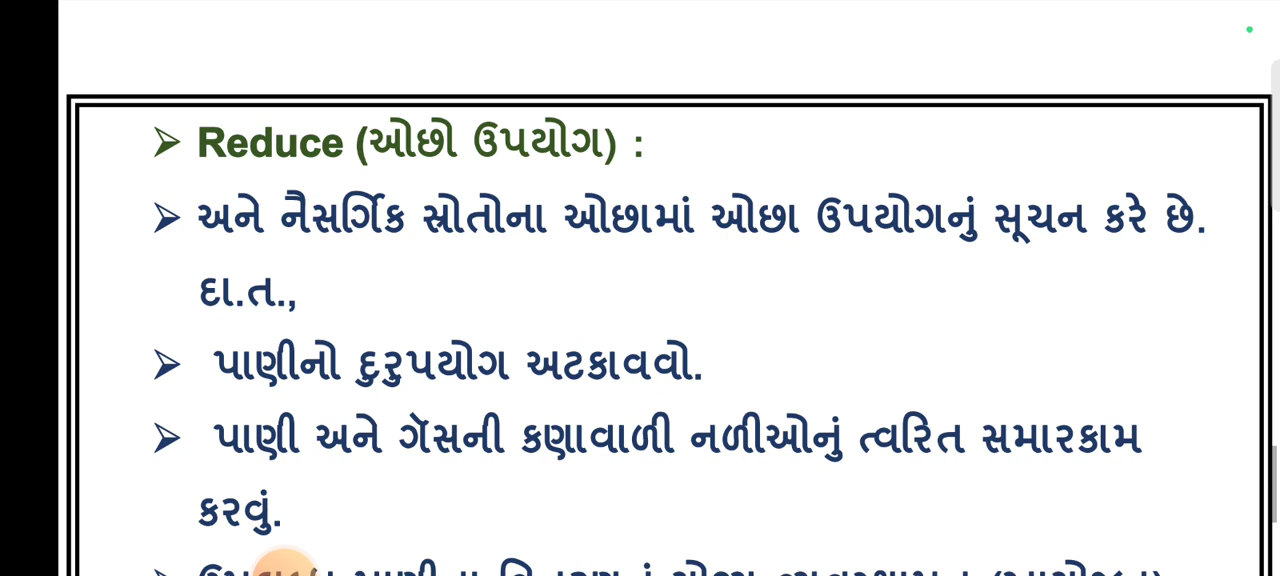 ➢ Reduce (ઓછો ઉપયોગ) :
➢ અને નૈસર્ગિક સ્રોતોના ઓછામાં ઓછા ઉપયોગનું સૂચન કરે છે.
દા.ત.,
➢ પાણીનો દુરુપયોગ અટકાવવો.
➢ પાણી અને ગૅસની કણાવાળી નળીઓનું ત્વરિત સમારકામ
કરવું.